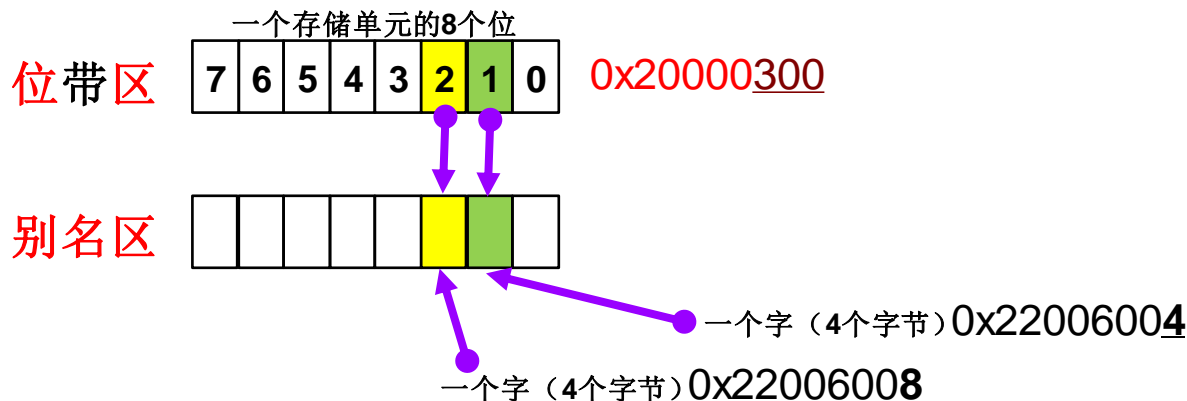 一个存储单元的8个位
位带区 7 6 5 4 3 2 1 0 0x20000300
别名区
一个字（4个字节）0x22006004
一个字（4个字节）0x22006008